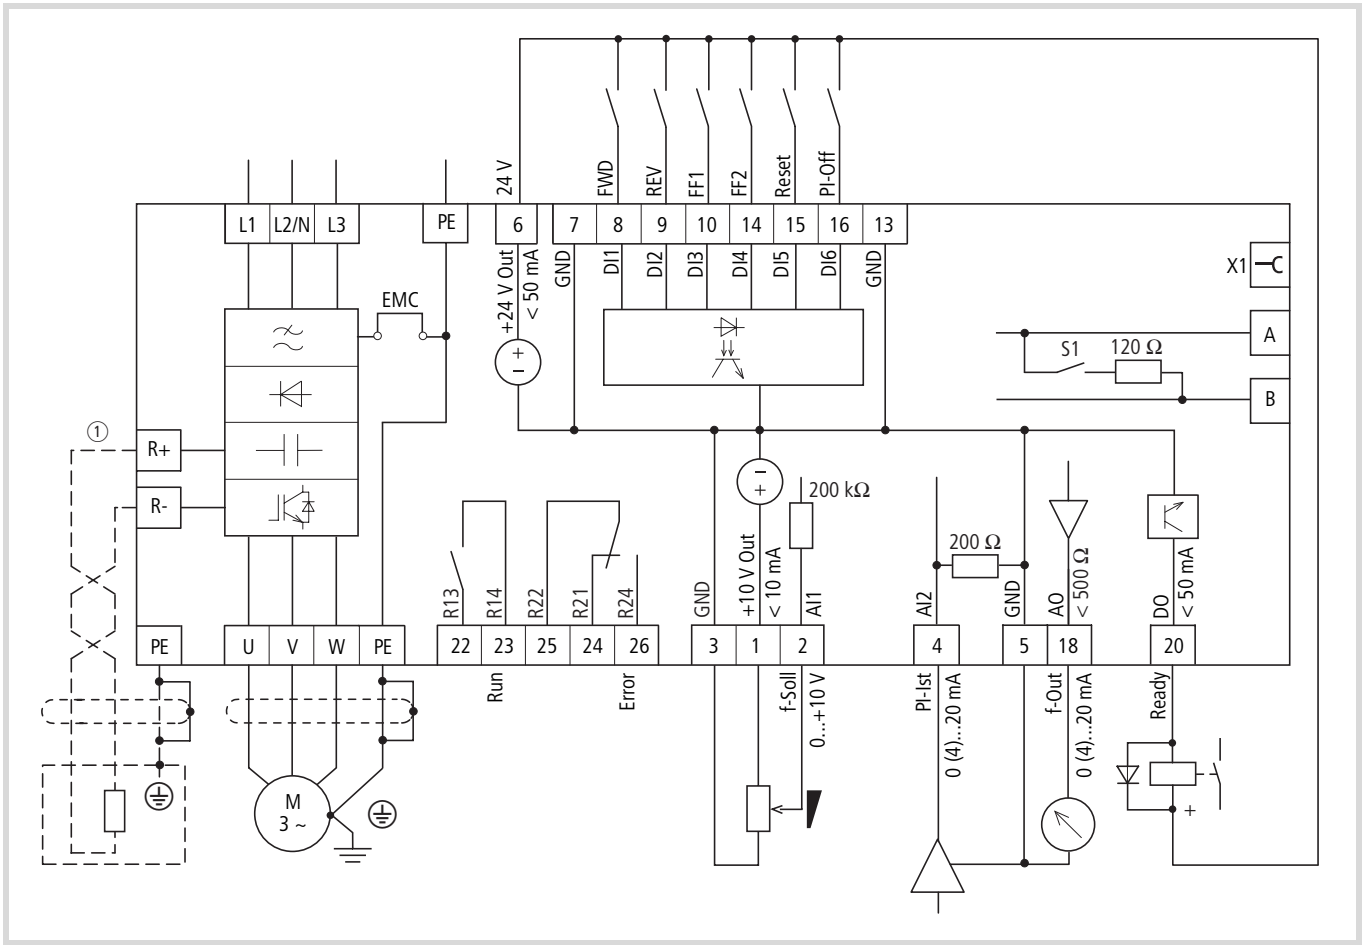 24 V
FWD
REV
FF1
FF2
Reset
PI-Off
L1 L2/N L3
PE
6
7 8 9 10 14 15 16 13
+24 V Out
< 50 mA
GND
DI1
DI2
DI3
DI4
DI5
DI6
GND
X1
EMC
A
S1
120 Ω
B
+
−
1
R+
R-
−
+
200 kΩ
200 Ω
R13
R14
R22
R21
R24
GND
+10 V Out
< 10 mA
AI1
AI2
GND
AO
< 500 Ω
DO
< 50 mA
PE
U V W PE
22 23 25 24 26
3 1 2
4
5 18
20
Run
Error
f-Soll
0...+10 V
PI-Ist
0 (4)...20 mA
f-Out
0 (4)...20 mA
Ready
M
3 ~
+